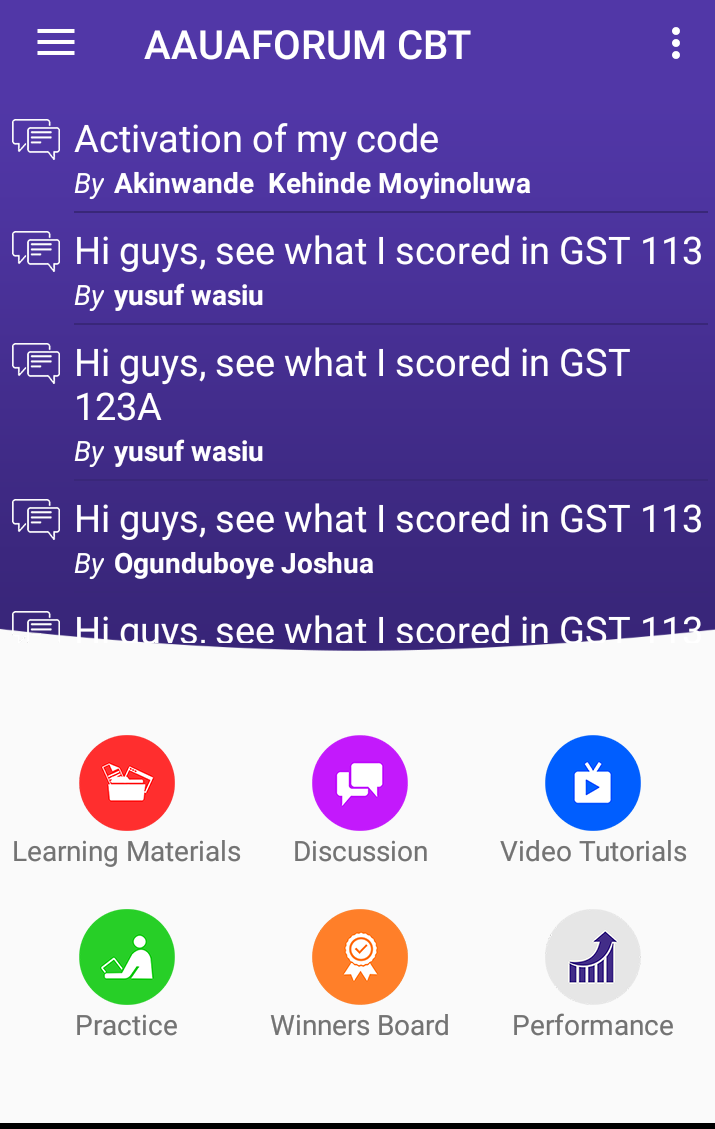 AAUAFORUM CBT
Activation of my code
By Akinwande Kehinde Moyinoluwa
Hi guys, see what I scored in GST 113
By yusuf wasiu
Hi guys, see what I scored in GST
123A
By yusuf wasiu
Hi guys, see what I scored in GST 113
By Ogunduboye Joshua
Hi guys, see what I scored in GST 113
Learning Materials
Discussion
Video Tutorials
Practice
Winners Board
Performance